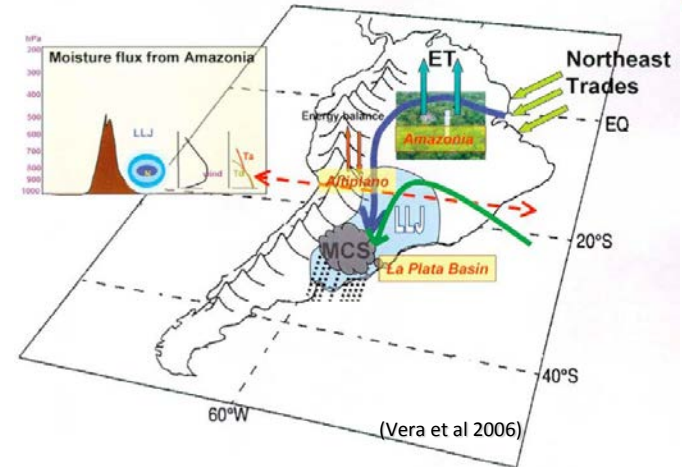 hPa
200
300
400
500
600
700
800
900
1000
Moisture flux from Amazonia
LLJ
N
wind
Ta
Td
ET
Northeast
Trades
EQ
Energy balance
Amazonia
Altiplano
LLJ
MCS
20°S
La Plata Basin
40°S
60°W
(Vera et al 2006)